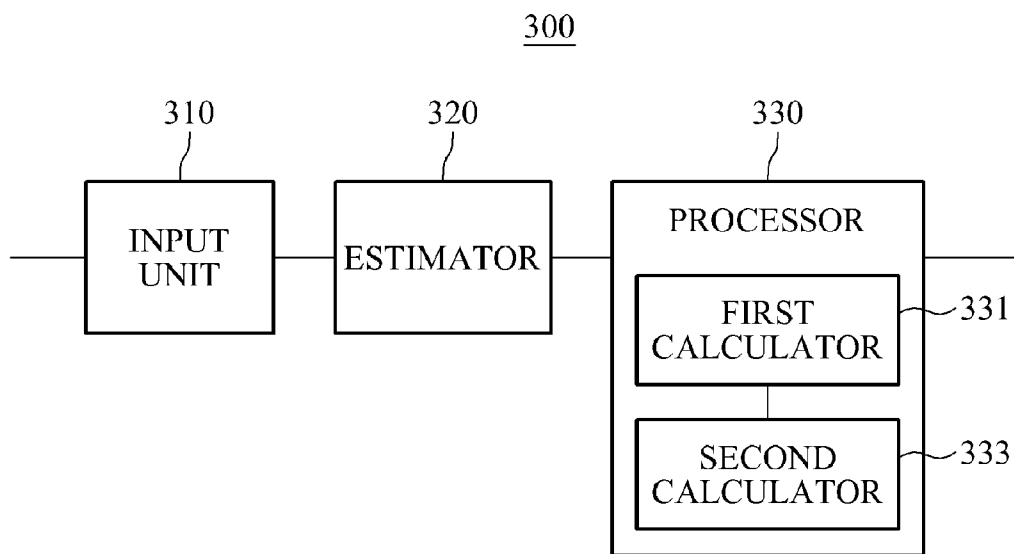 300
310
320
330
INPUT
UNIT
ESTIMATOR
PROCESSOR
FIRST
CALCULATOR
331
SECOND
CALCULATOR
333